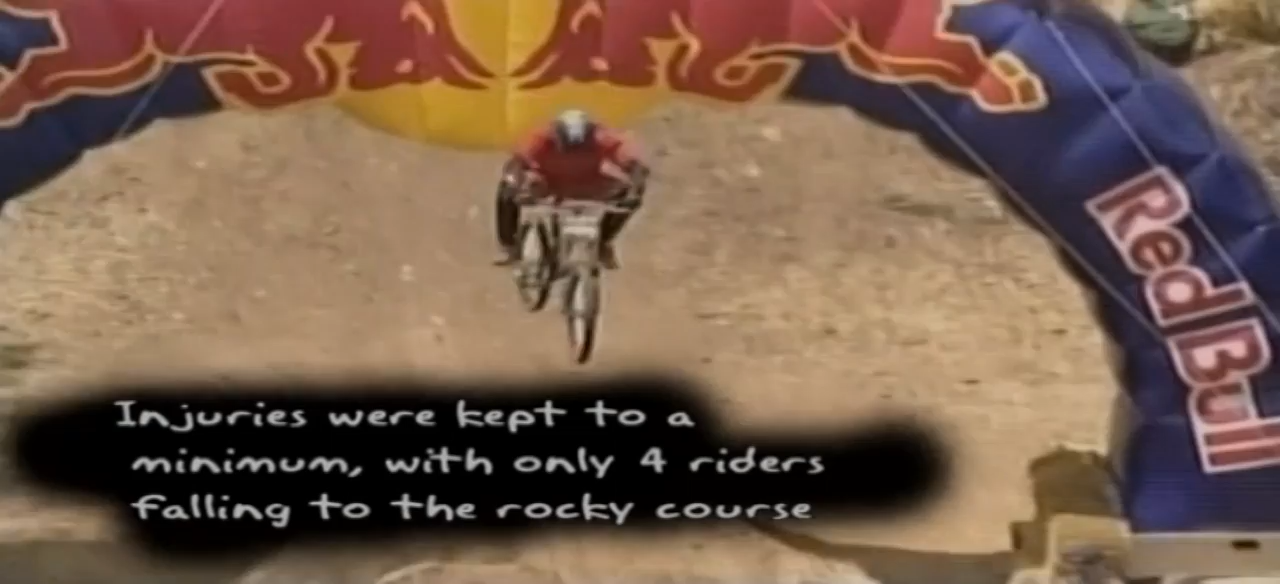 Red Bull
Injuries were kept to a
minimum, with only 4 riders
falling to the rocky course